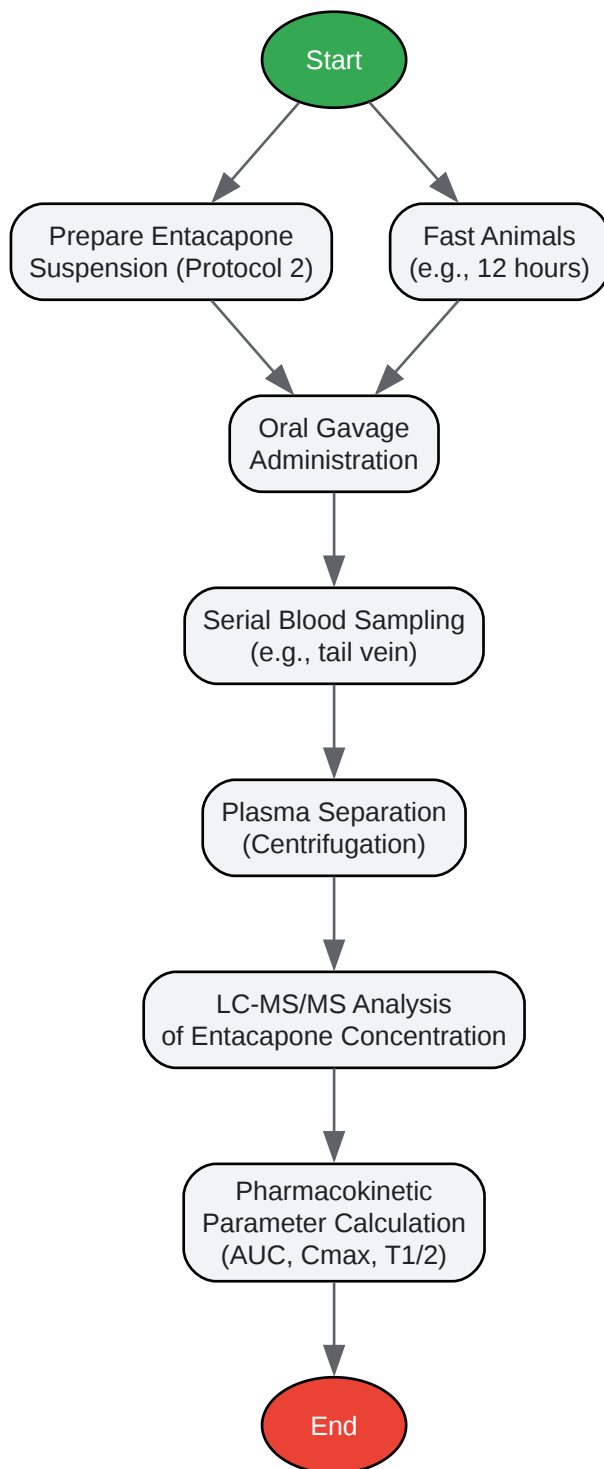 Start
Prepare Entacapone
Suspension (Protocol 2)
Fast Animals
(e.g., 12 hours)
Oral Gavage
Administration
Serial Blood Sampling
(e.g., tail vein)
Plasma Separation
(Centrifugation)
LC-MS/MS Analysis
of Entacapone Concentration
Pharmacokinetic
Parameter Calculation
(AUC, Cmax, T1/2)
End